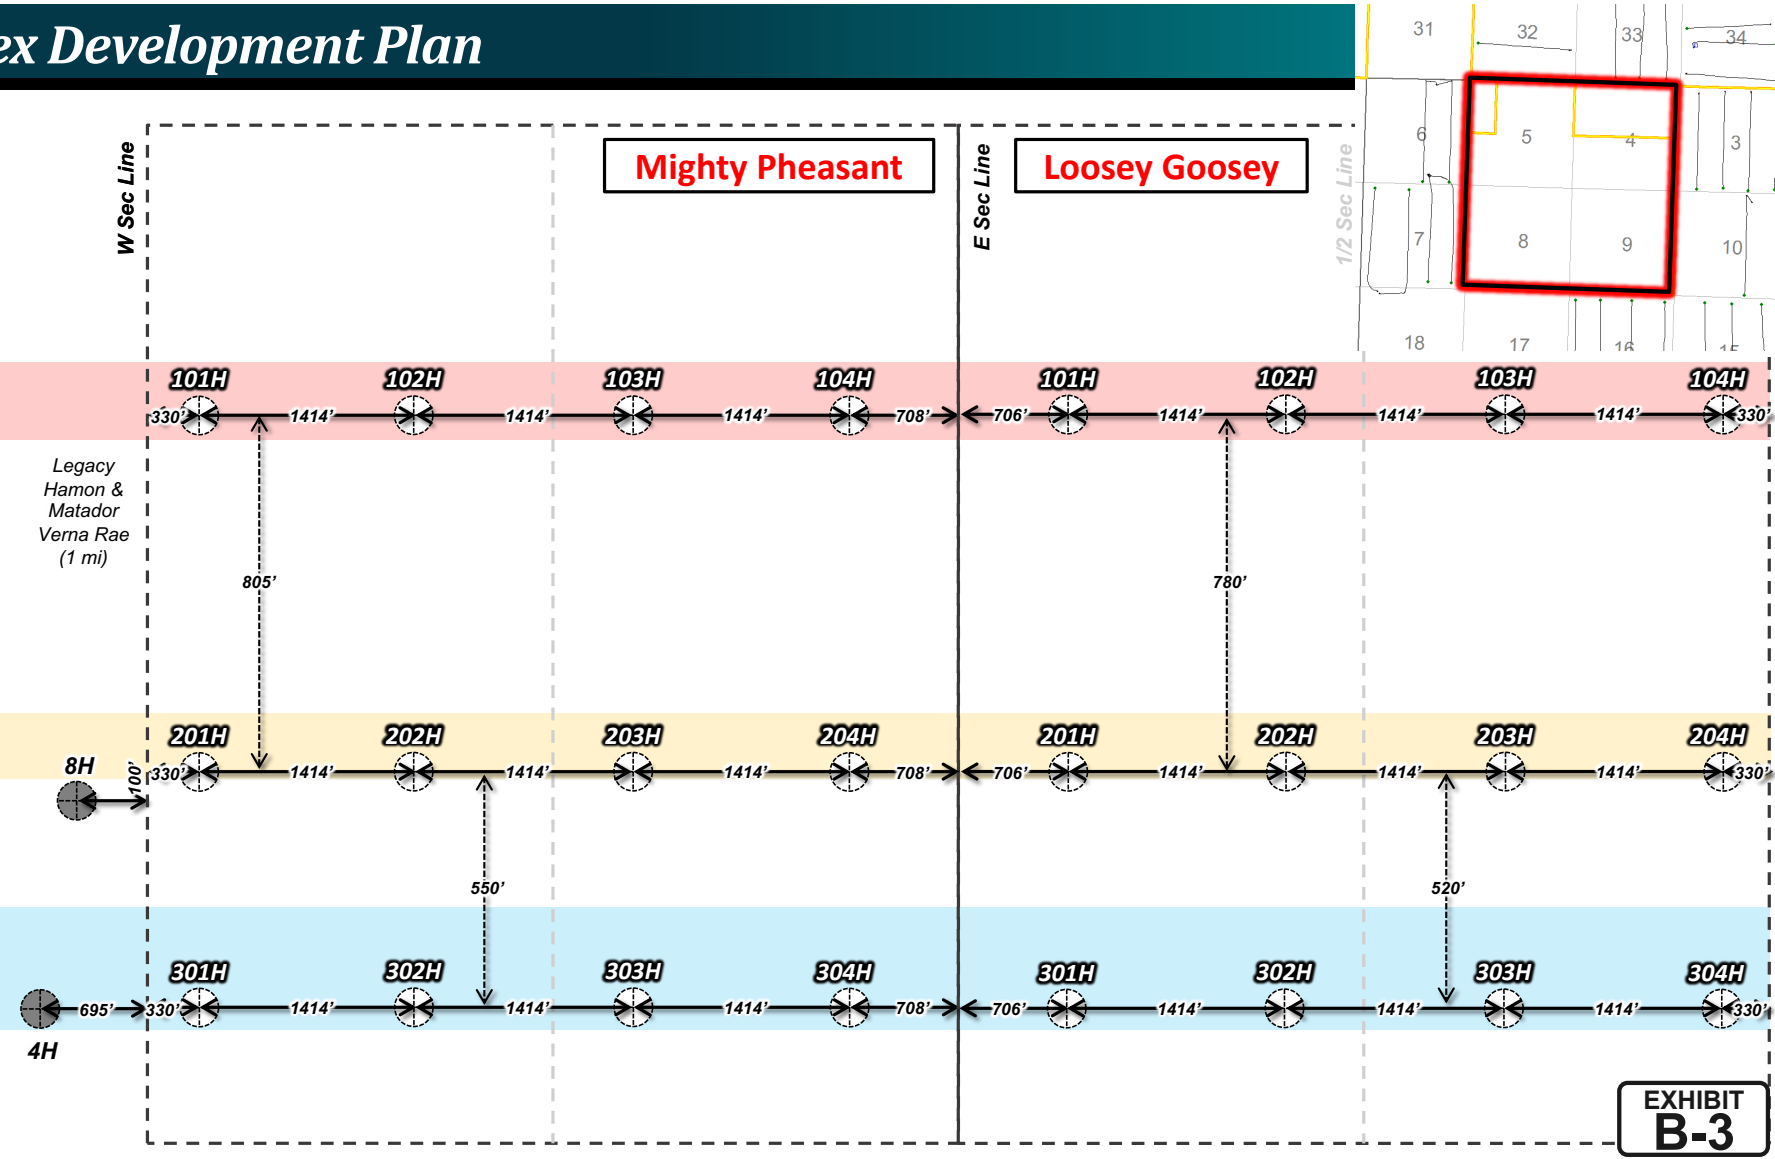 ex Development Plan
31
32
33
34
6
5
4
3
7
8
9
10
18
17
16
15
W Sec Line
Mighty Pheasant
E Sec Line
Loosey Goosey
1/2 Sec Line
101H 102H 103H 104H 101H 102H 103H 104H
330' 1414' 1414' 1414' 708' 706' 1414' 1414' 1414' 330'
Legacy
Hamon &
Matador
Verna Rae
(1 mi)
805'
780'
201H 202H 203H 204H 201H 202H 203H 204H
8H
100'
330' 1414' 1414' 1414' 708' 706' 1414' 1414' 1414' 330'
550'
520'
301H 302H 303H 304H 301H 302H 303H 304H
695' 330' 1414' 1414' 1414' 708' 706' 1414' 1414' 1414' 330'
4H
EXHIBIT
B-3